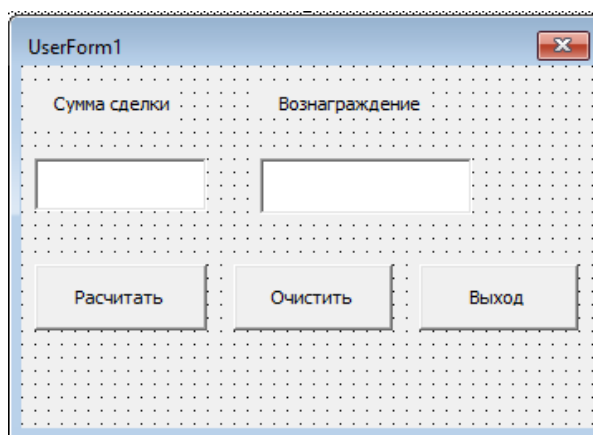 UserForm1
Сумма сделки Вознаграждение
Расчитать Очистить Выход